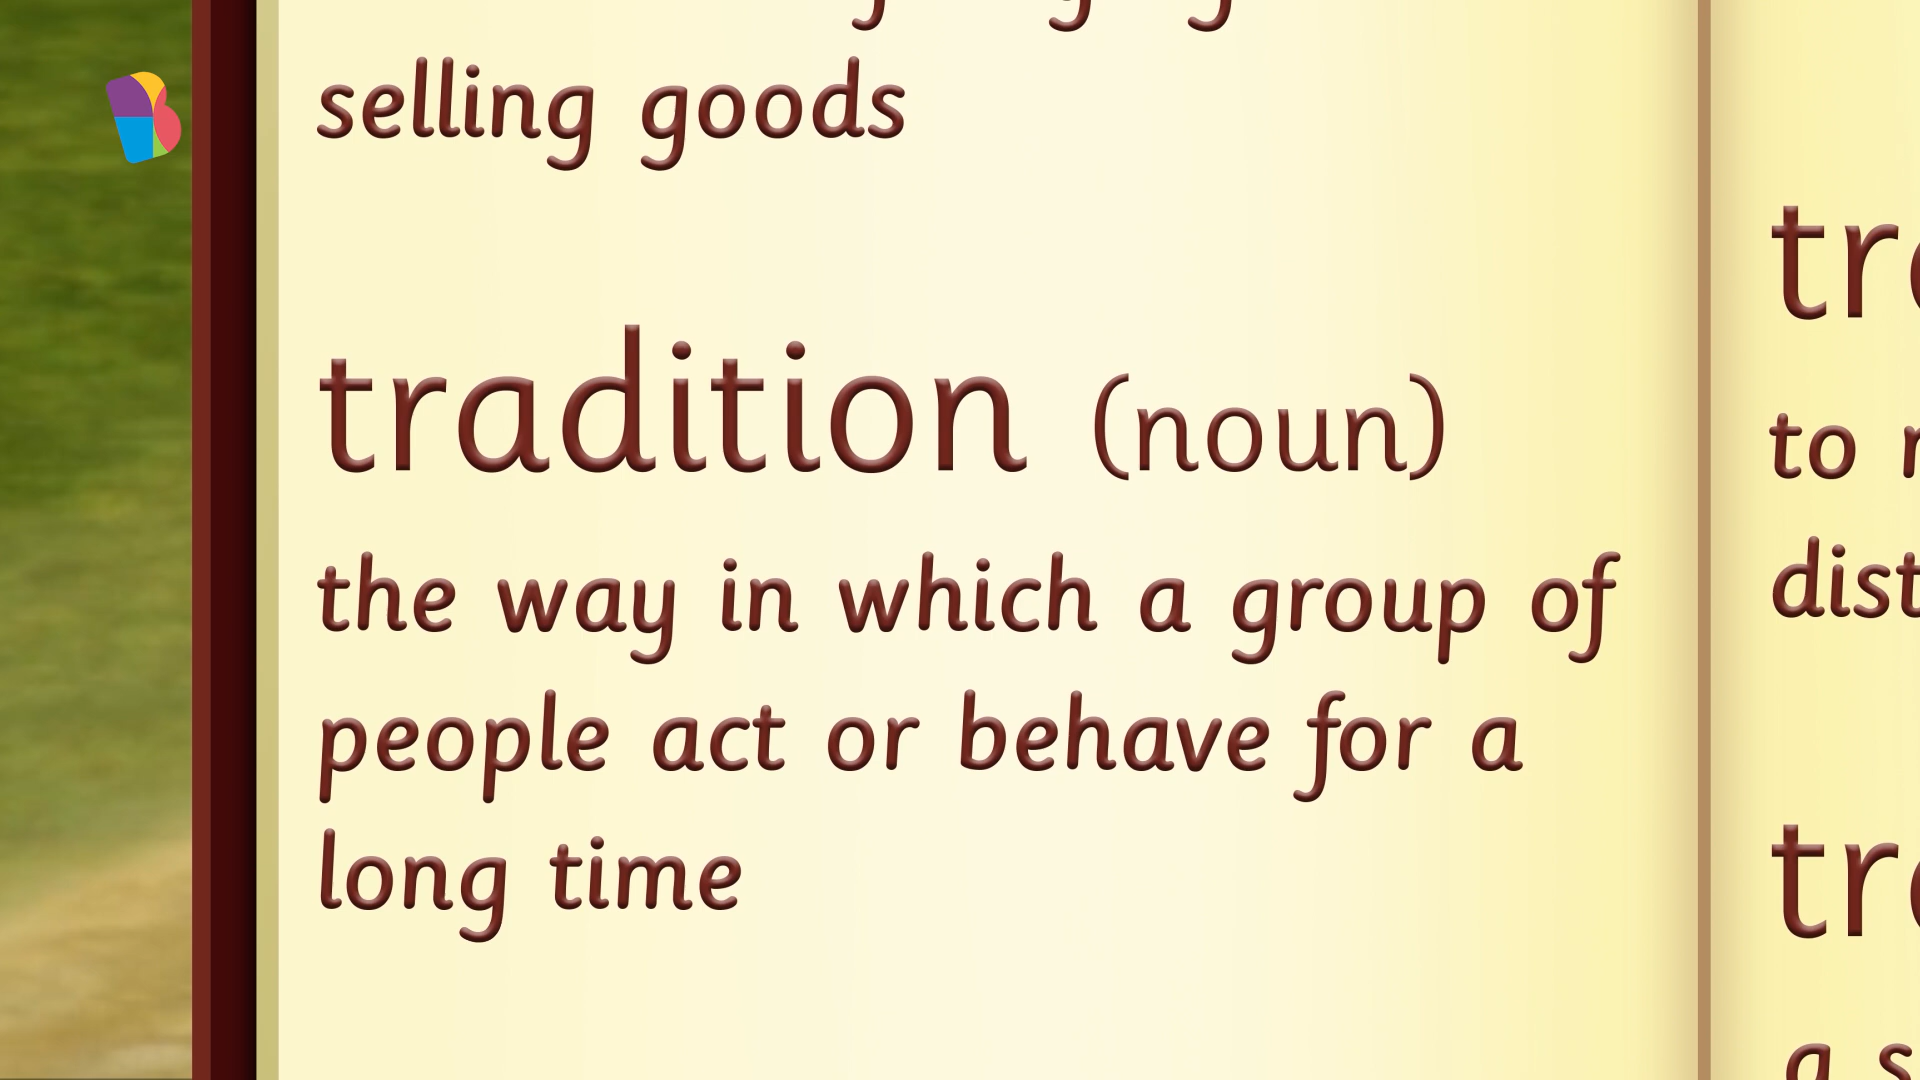 selling goods
tradition (noun)
the way in which a group of
people act or behave for a
long time
to